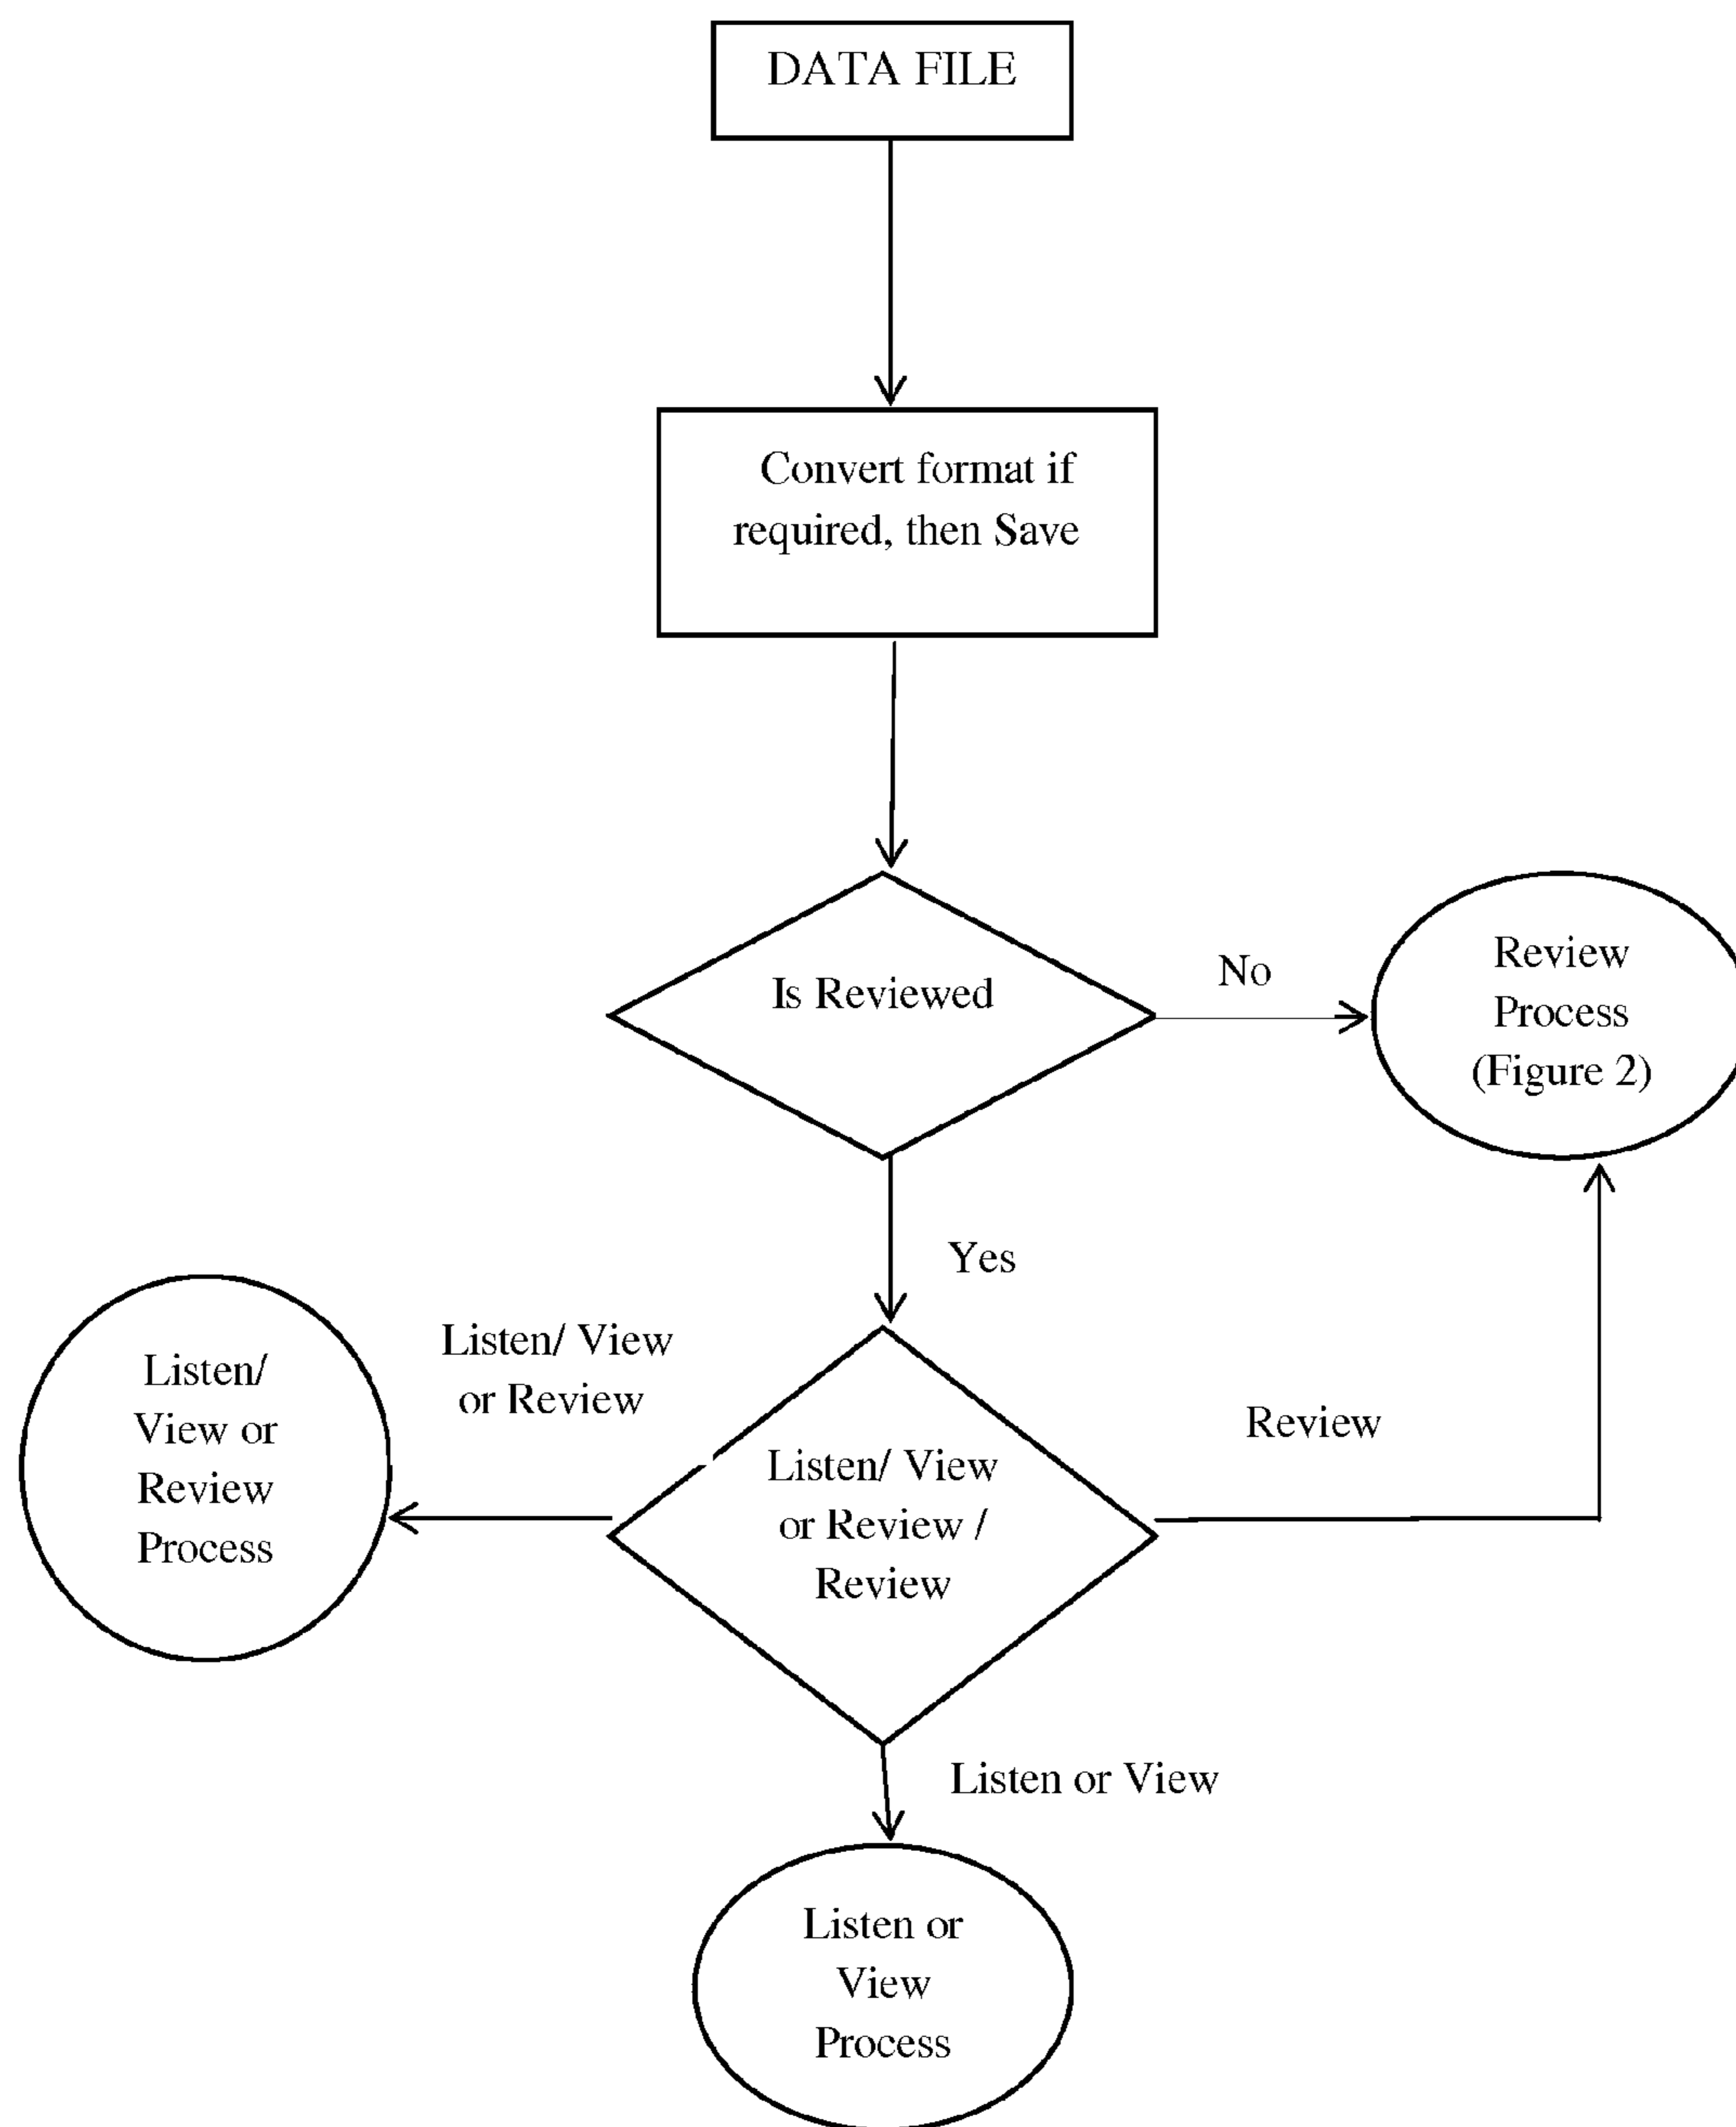 DATA FILE
Convert format if
required, then Save
Is Reviewed
No
Review
Process
(Figure 2)
Yes
Listen/ View
or Review
Listen/
View or
Review
Process
Listen/ View
or Review /
Review
Review
Listen or View
Listen or
View
Process